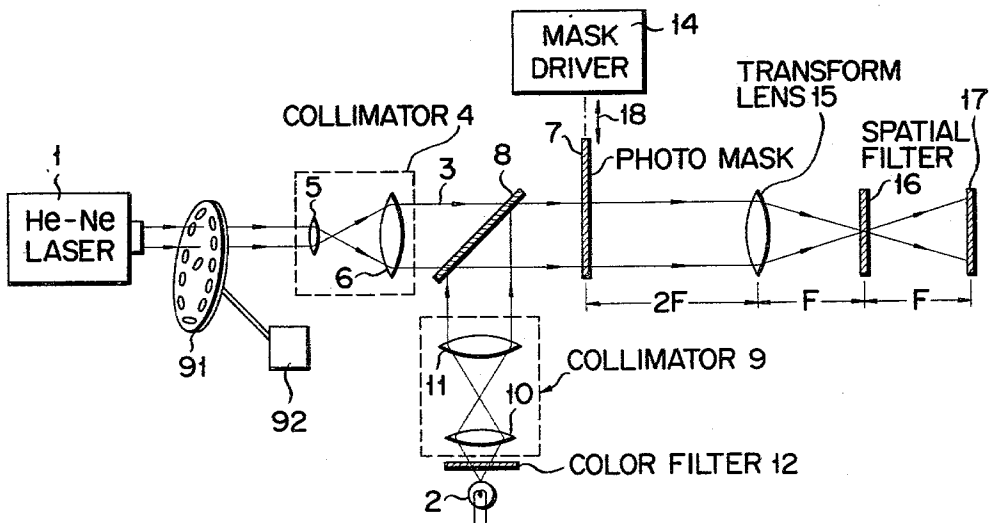 MASK
DRIVER
14
TRANSFORM
LENS 15
17
18
COLLIMATOR 4
7
SPATIAL
FILTER
16
PHOTO MASK
1
3
8
5
He-Ne
LASER
6
2F
F
F
91
92
11
COLLIMATOR 9
10
COLOR FILTER 12
2